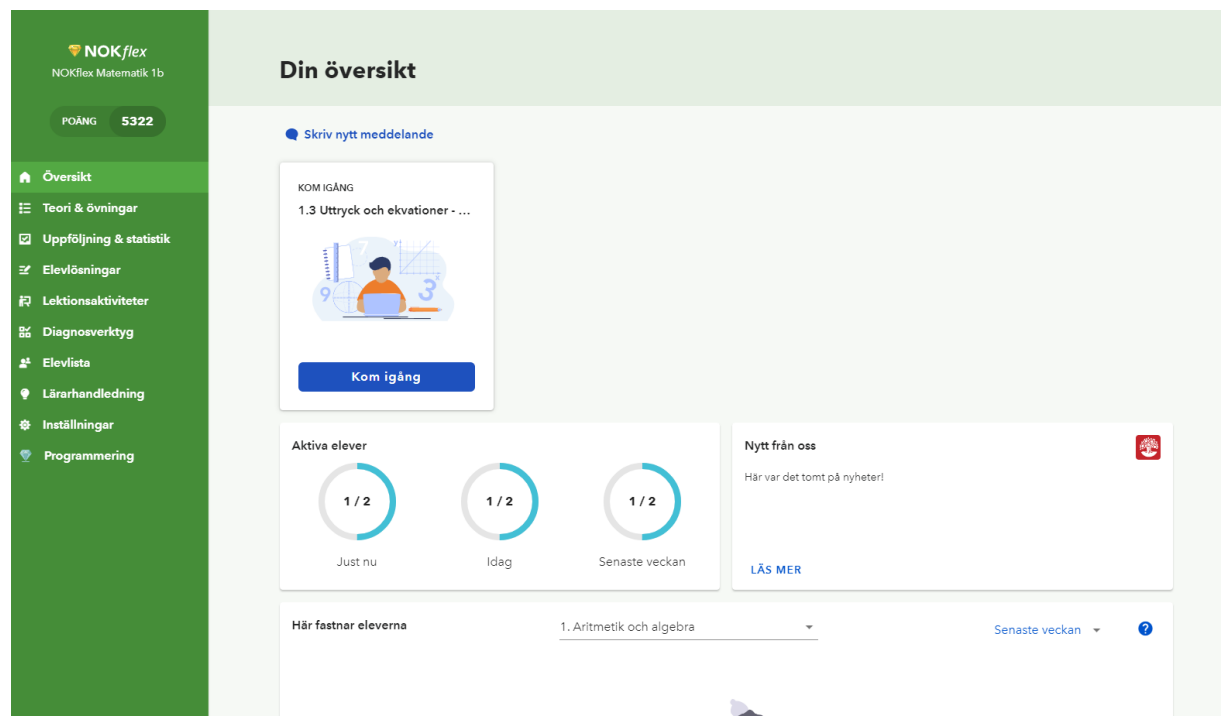 NOKflex
NOKflex Matematik 1b
POÄNG 5322
Översikt
Teori & övningar
Uppföljning & statistik
Elevlösningar
Lektionsaktiviteter
Diagnosverktyg
Elevlista
Lärarhandledning
Inställningar
Programmering
Din översikt
Skriv nytt meddelande
KOM IGÅNG
1.3 Uttryck och ekvationer - ...
7 y
9 3
Kom igång
Aktiva elever
1 / 2 1 / 2 1 / 2
Just nu Idag Senaste veckan
Nytt från oss
Här var det tomt på nyheter!
LÄS MER
Här fastnar eleverna 1. Aritmetik och algebra Senaste veckan ?